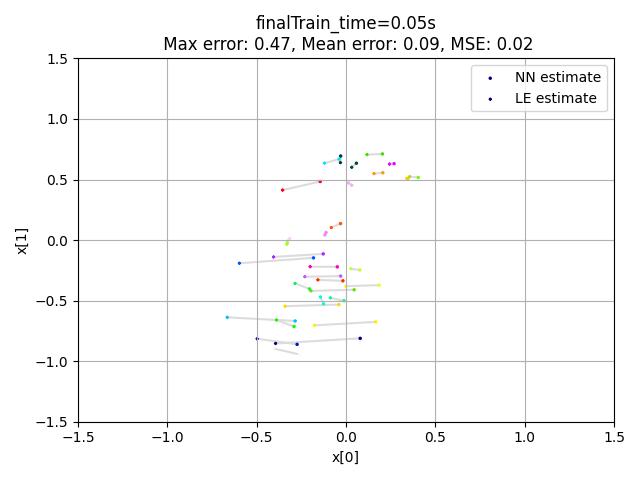 finalTrain_time=0.05s
Max error: 0.47, Mean error: 0.09, MSE: 0.02
1.5
NN estimate
LE estimate
1.0
0.5
0.0
−0.5
−1.0
−1.5
x[1]
−1.5 −1.0 −0.5 0.0 0.5 1.0 1.5
x[0]